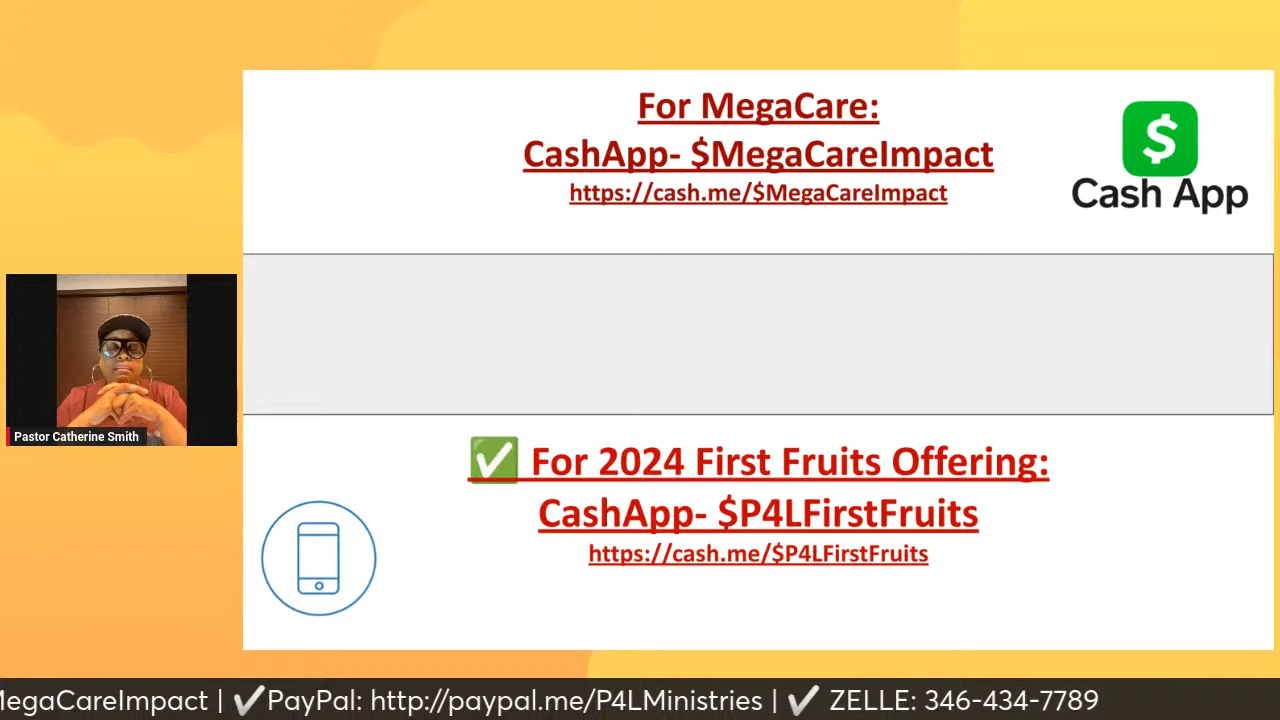 For MegaCare:
CashApp- $MegaCareImpact
https://cash.me/$MegaCareImpact
$
Cash App
Pastor Catherine Smith
✅ For 2024 First Fruits Offering:
CashApp- $P4LFirstFruits
https://cash.me/$P4LFirstFruits
MegaCareImpact | ✔PayPal: http://paypal.me/P4LMinistries | ✔ ZELLE: 346-434-7789